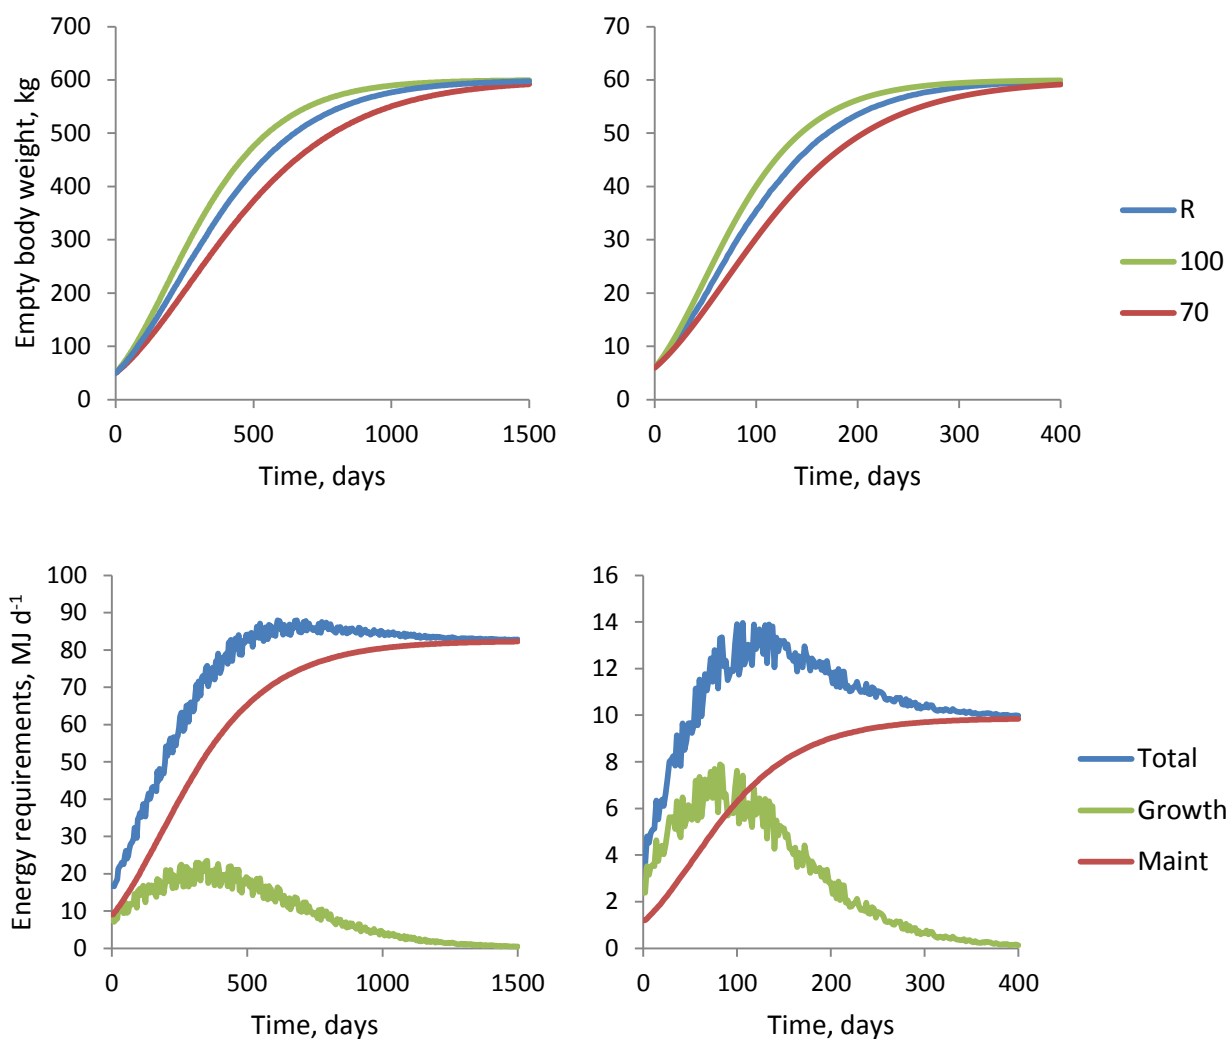 Empty body weight, kg
700
600
500
400
300
200
100
0
0 500 1000 1500
Time, days
70
60
50
40
30
20
10
0
0 100 200 300 400
Time, days
R
100
70
Energy requirements, MJ d-1
100
90
80
70
60
50
40
30
20
10
0
0 500 1000 1500
Time, days
16
14
12
10
8
6
4
2
0
0 100 200 300 400
Time, days
Total
Growth
Maint